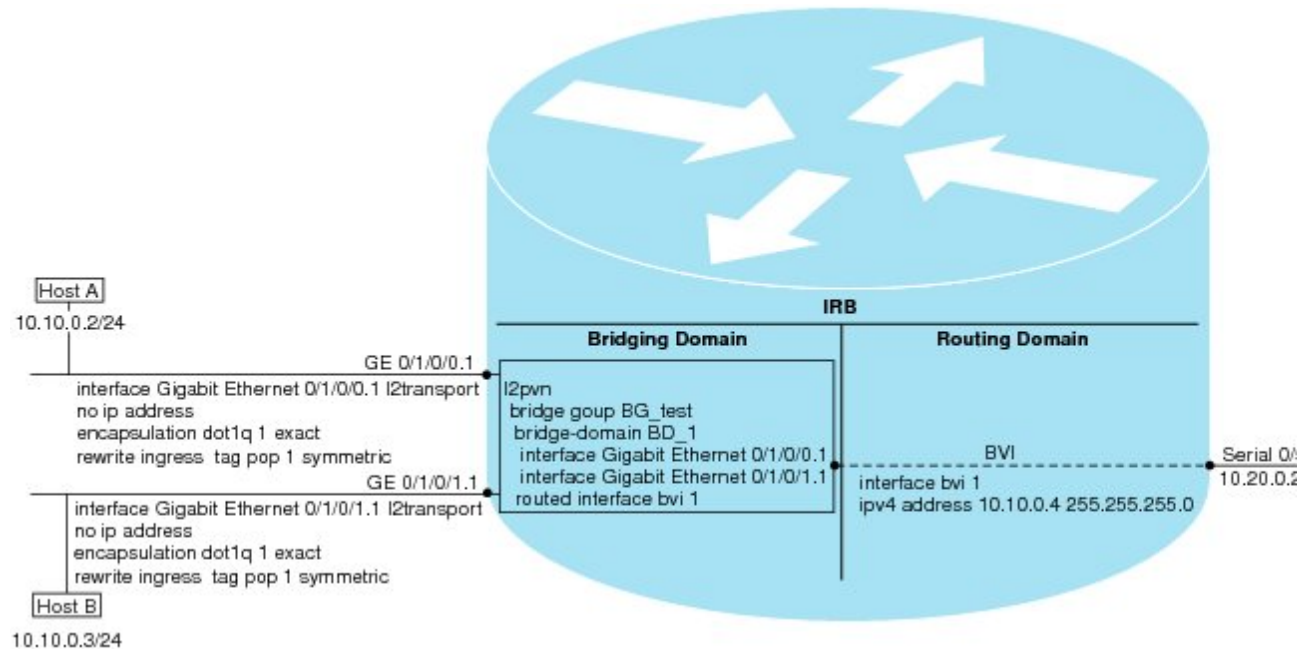 IRB
Bridging Domain
Routing Domain
Host A
10.10.0.2/24
GE 0/1/0/0.1
interface Gigabit Ethernet 0/1/0/0.1 l2transport
no ip address
encapsulation dot1q 1 exact
rewrite ingress tag pop 1 symmetric
GE 0/1/0/1.1
interface Gigabit Ethernet 0/1/0/1.1 l2transport
no ip address
encapsulation dot1q 1 exact
rewrite ingress tag pop 1 symmetric
Host B
10.10.0.3/24
l2pvn
bridge goup BG_test
bridge-domain BD_1
interface Gigabit Ethernet 0/1/0/0.1
interface Gigabit Ethernet 0/1/0/1.1
routed interface bvi 1
BVI
interface bvi 1
ipv4 address 10.10.0.4 255.255.255.0
Serial
10.20.0.2